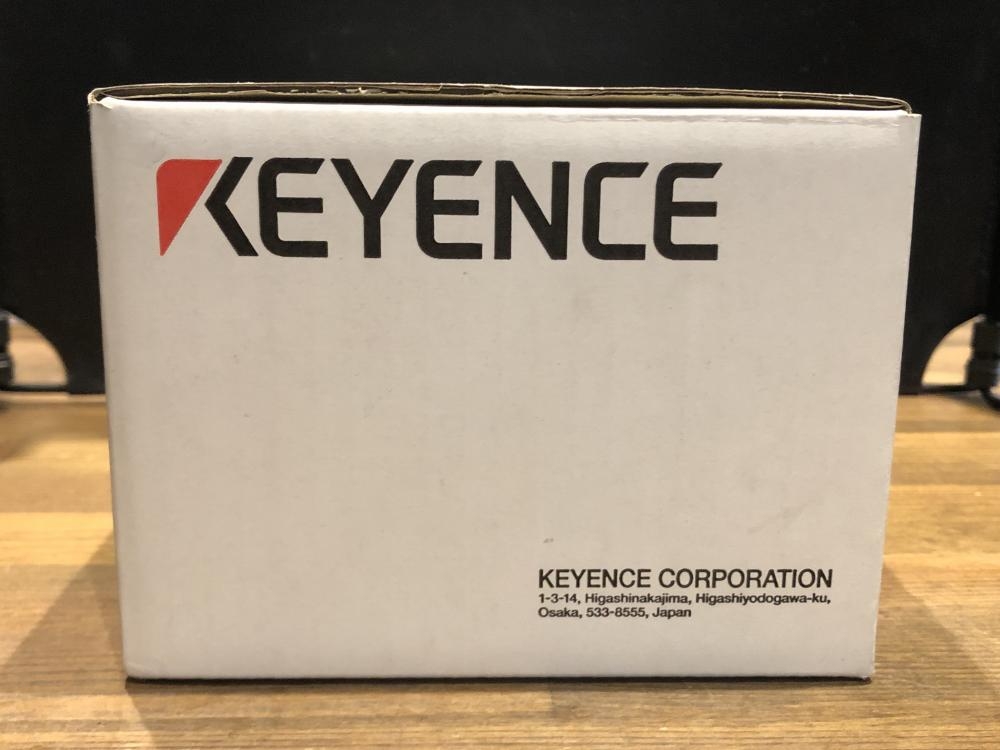 KEYENCE
KEYENCE CORPORATION
1-3-14, Higashinakajima, Higashiyodogawa-ku,
Osaka, 533-8555, Japan